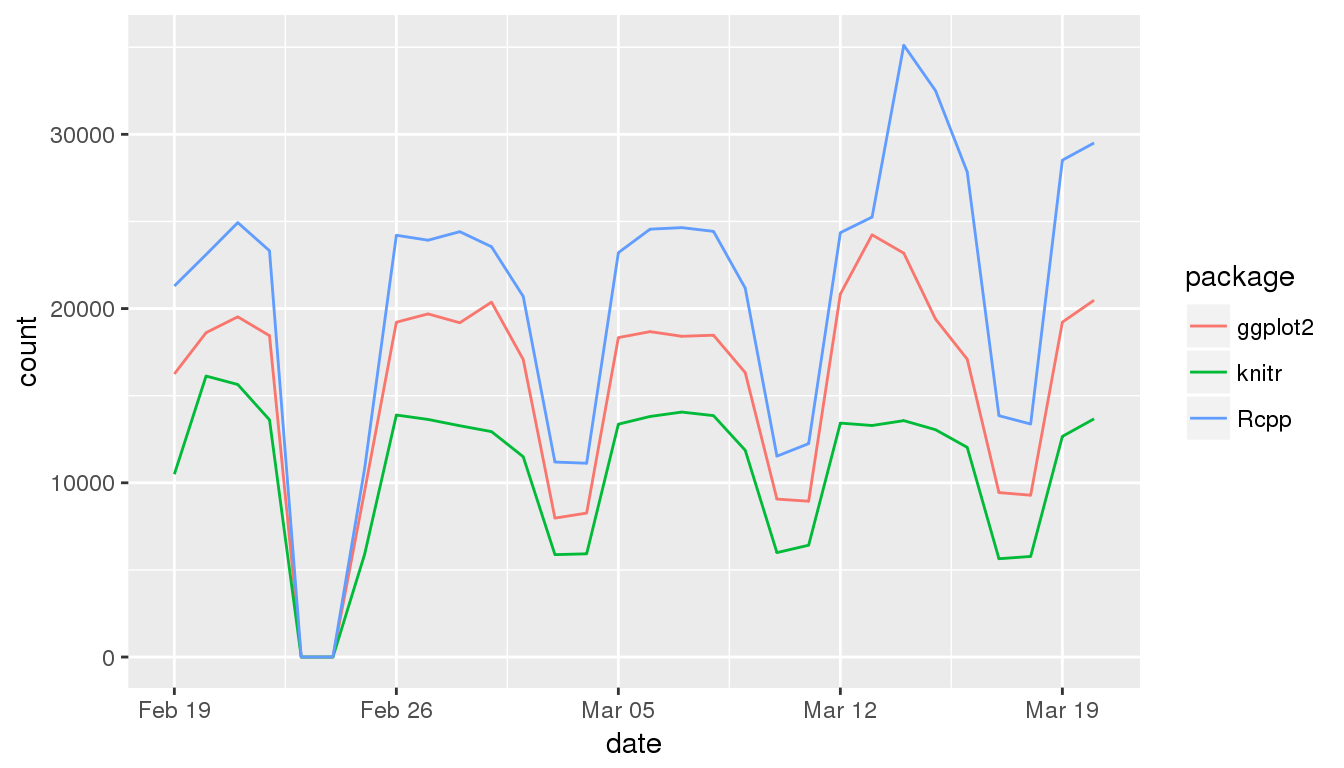 30000
20000
10000
0
count
Feb 19
Feb 26
Mar 05
Mar 12
Mar 19
date
package
ggplot2
knitr
Rcpp